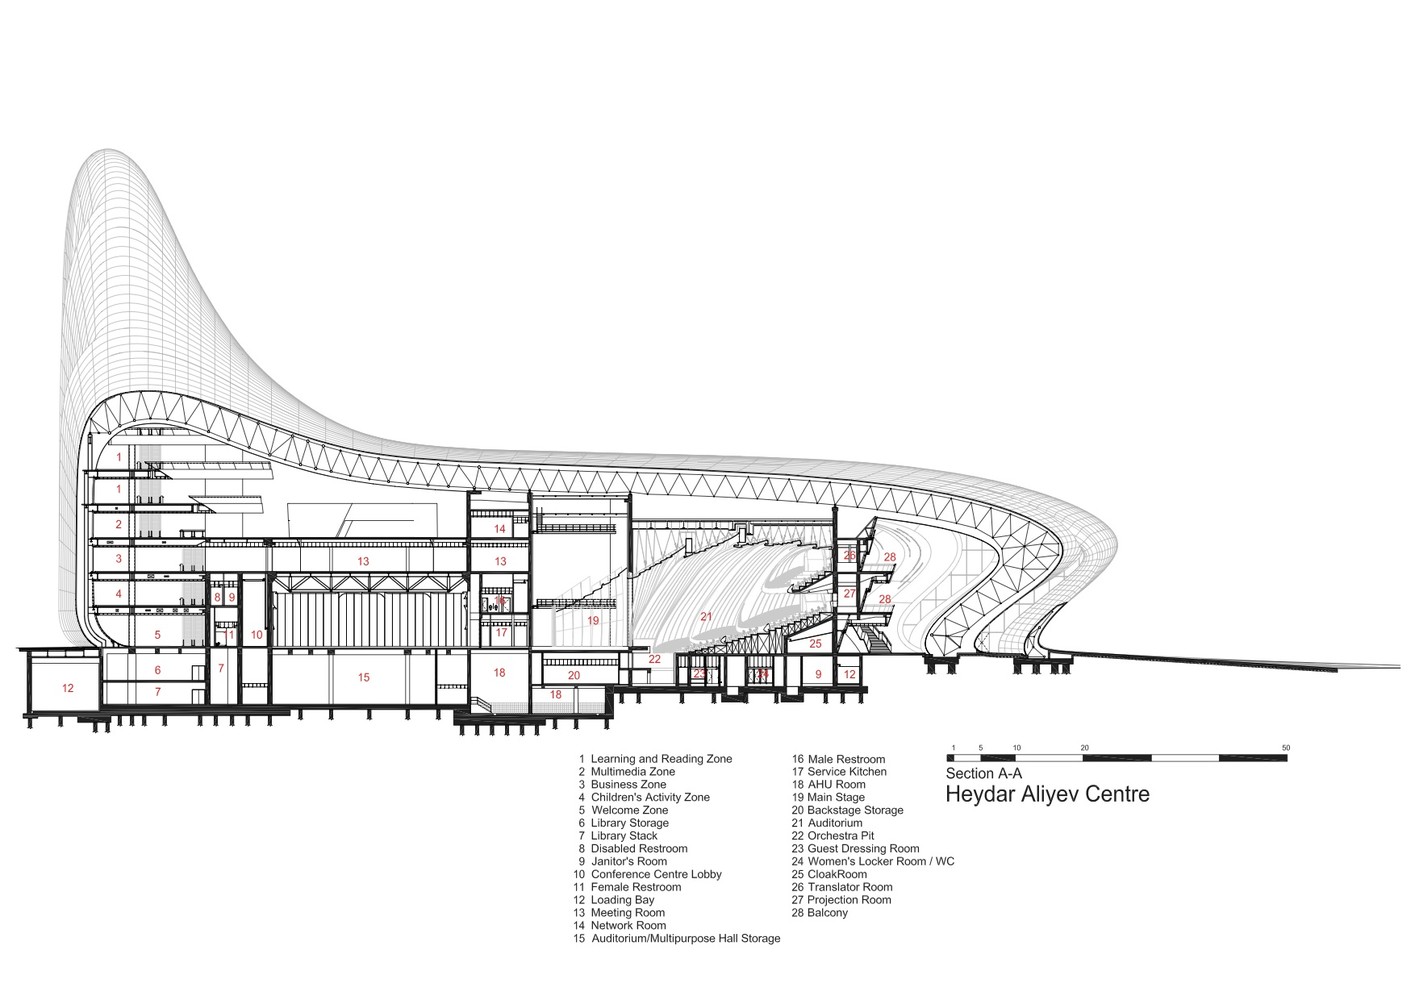 1
1
14
2
3
13
13
26
28
4
8
9
16
27
28
19
21
5
1
10
17
25
22
6
12
7
7
15
18
20
23
24
9
12
18
1 Learning and Reading Zone
2 Multimedia Zone
3 Business Zone
4 Children's Activity Zone
5 Welcome Zone
6 Library Storage
7 Library Stack
8 Disabled Restroom
9 Janitor's Room
10 Conference Centre Lobby
11 Female Restroom
12 Loading Bay
13 Meeting Room
14 Network Room
15 Auditorium/Multipurpose Hall Storage
16 Male Restroom
17 Service Kitchen
18 AHU Room
19 Main Stage
20 Backstage Storage
21 Auditorium
22 Orchestra Pit
23 Guest Dressing Room
24 Women's Locker Room / WC
25 CloakRoom
26 Translator Room
27 Projection Room
28 Balcony
1 5 10 20 50
Section A-A
Heydar Aliyev Centre